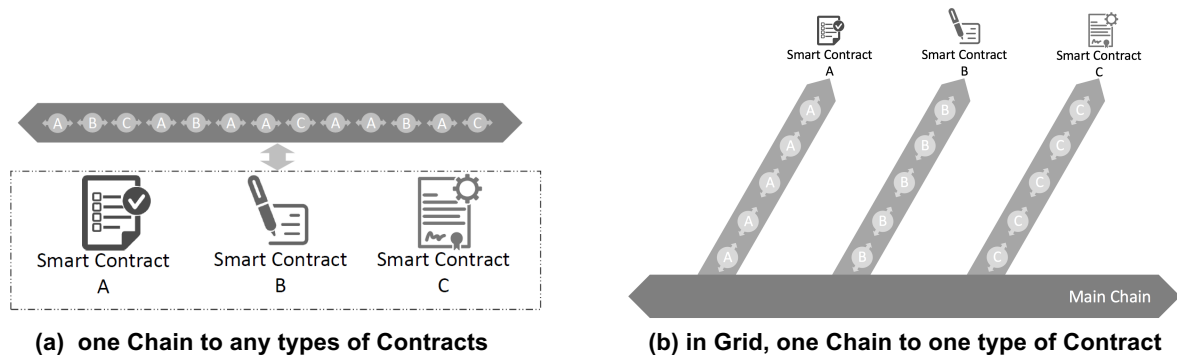 A B C A B A A C A A B A C
Smart Contract
A
Smart Contract
B
Smart Contract
C
(a) one Chain to any types of Contracts
Smart Contract
A
Smart Contract
B
Smart Contract
C
A
A
A
A
A
B
B
B
B
B
C
C
C
C
C
Main Chain
(b) in Grid, one Chain to one type of Contract